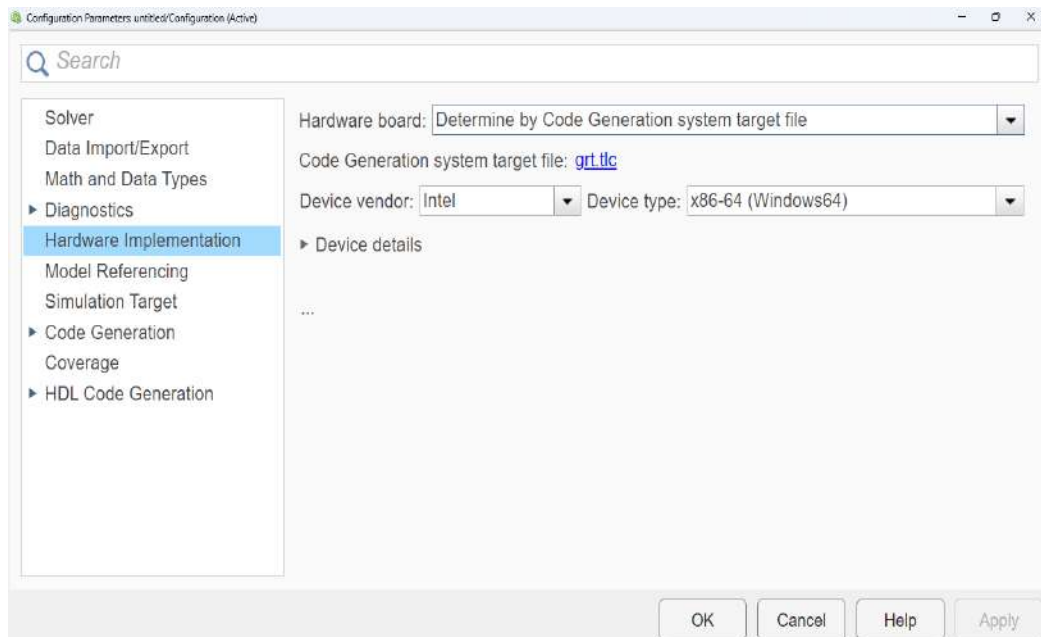 Configuration Parameters: untitled/Configuration (Active)
Search
Solver
Data Import/Export
Math and Data Types
Diagnostics
Hardware Implementation
Model Referencing
Simulation Target
Code Generation
Coverage
HDL Code Generation
Hardware board: Determine by Code Generation system target file
Code Generation system target file: grt.tlc
Device vendor: Intel Device type: x86-64 (Windows64)
Device details
...
OK Cancel Help Apply